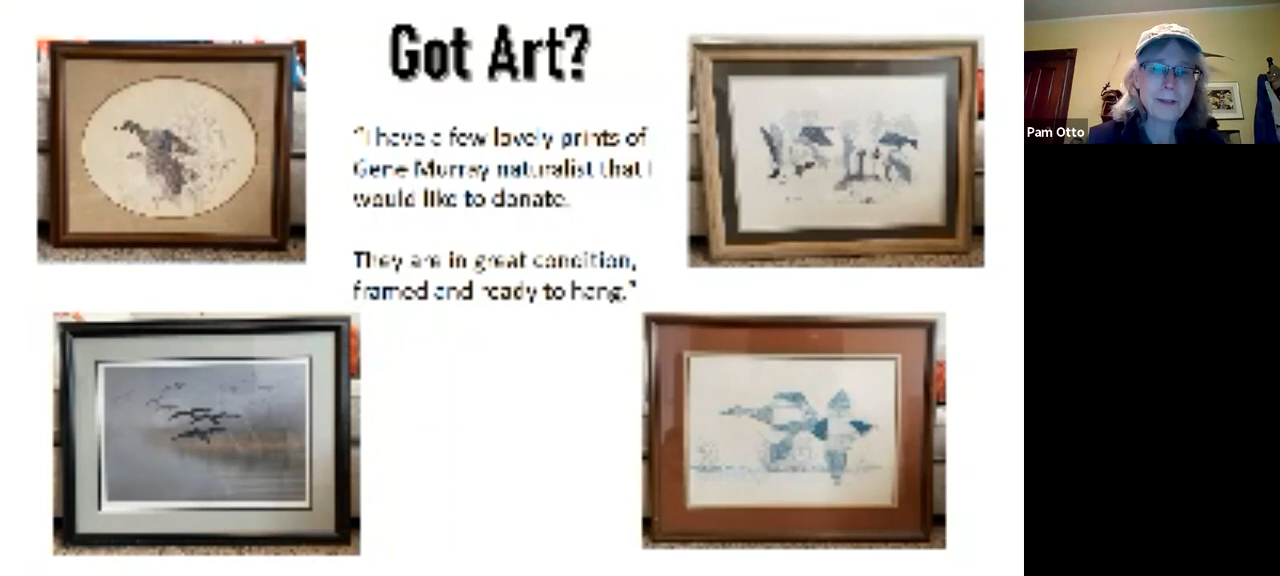 Got Art?
"I have a few lovely prints of
Gene Murray naturalist that I
would like to donate.
They are in great condition,
framed and ready to hang."
Pam Otto